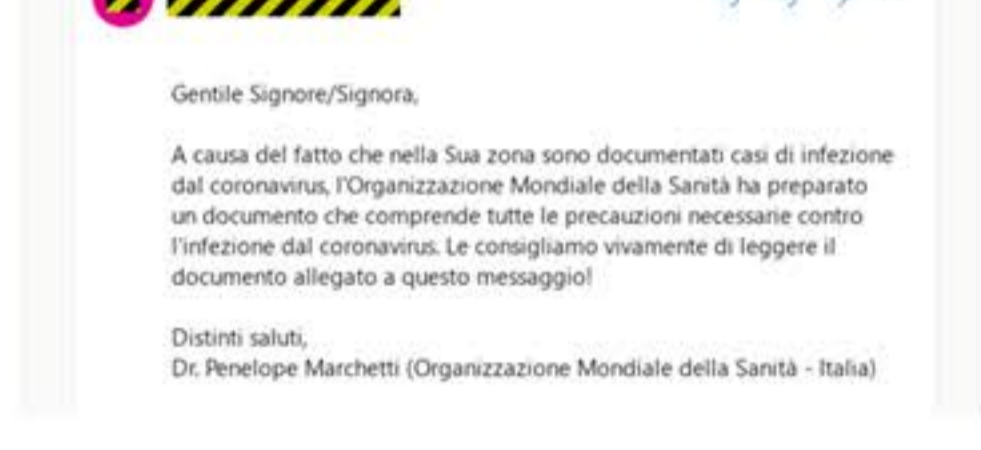 Gentile Signore/Signora,
A causa del fatto che nella Sua zona sono documentati casi di infezione
dal coronavirus, l'Organizzazione Mondiale della Sanità ha preparato
un documento che comprende tutte le precauzioni necessarie contro
l'infezione dal coronavirus. Le consigliamo vivamente di leggere il
documento allegato a questo messaggio!
Distinti saluti,
Dr. Penelope Marchetti (Organizzazione Mondiale della Sanità - Italia)